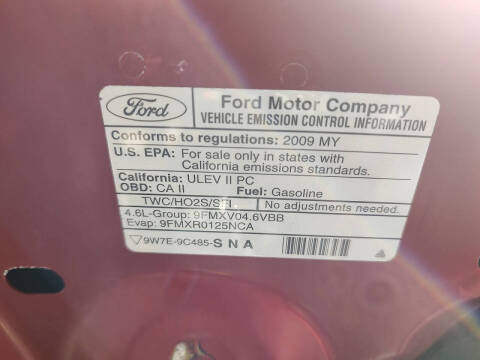 Ford
Ford Motor Company
VEHICLE EMISSION CONTROL INFORMATION
Conforms to regulations: 2009 MY
U.S. EPA: For sale only in states with
California emissions standards.
California: ULEV II PC
OBD: CA II Fuel: Gasoline
TWC/HO2S/SFI. No adjustments needed.
4.6L-Group: 9FMXV04.6VBB
Evap: 9FMXR0125NCA
9W7E-9C485-S N A